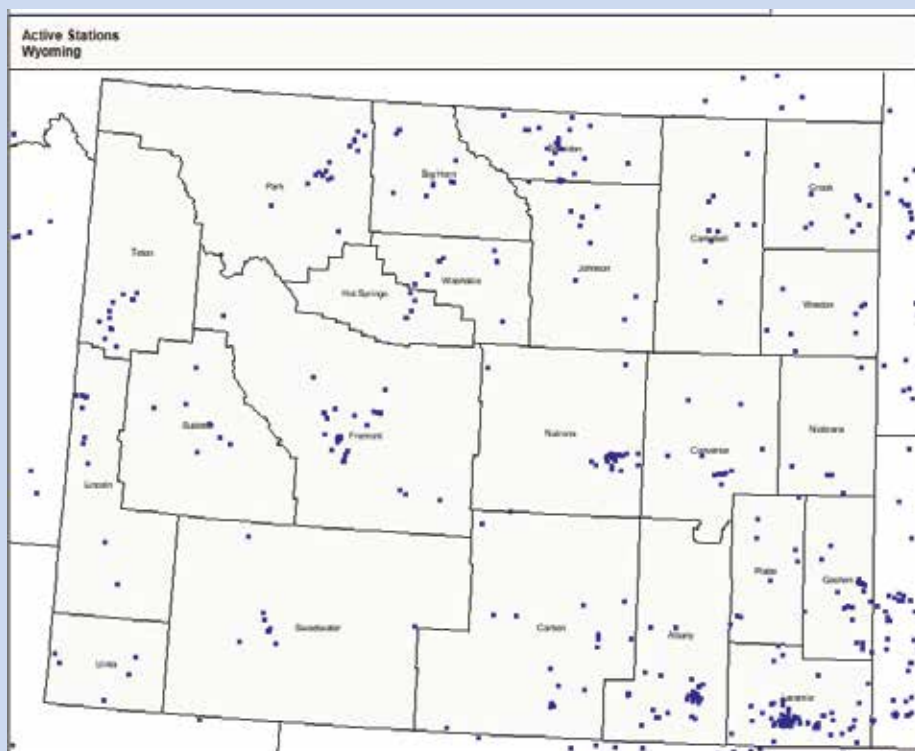 Active Stations
Wyoming
Sheridan
Park
Big Horn
Crook
Campbell
Teton
Johnson
Hot Springs
Washakie
Weston
Sublette
Fremont
Natrona
Converse
Niobrara
Lincoln
Platte
Goshen
Sweetwater
Carbon
Albany
Uinta
Laramie